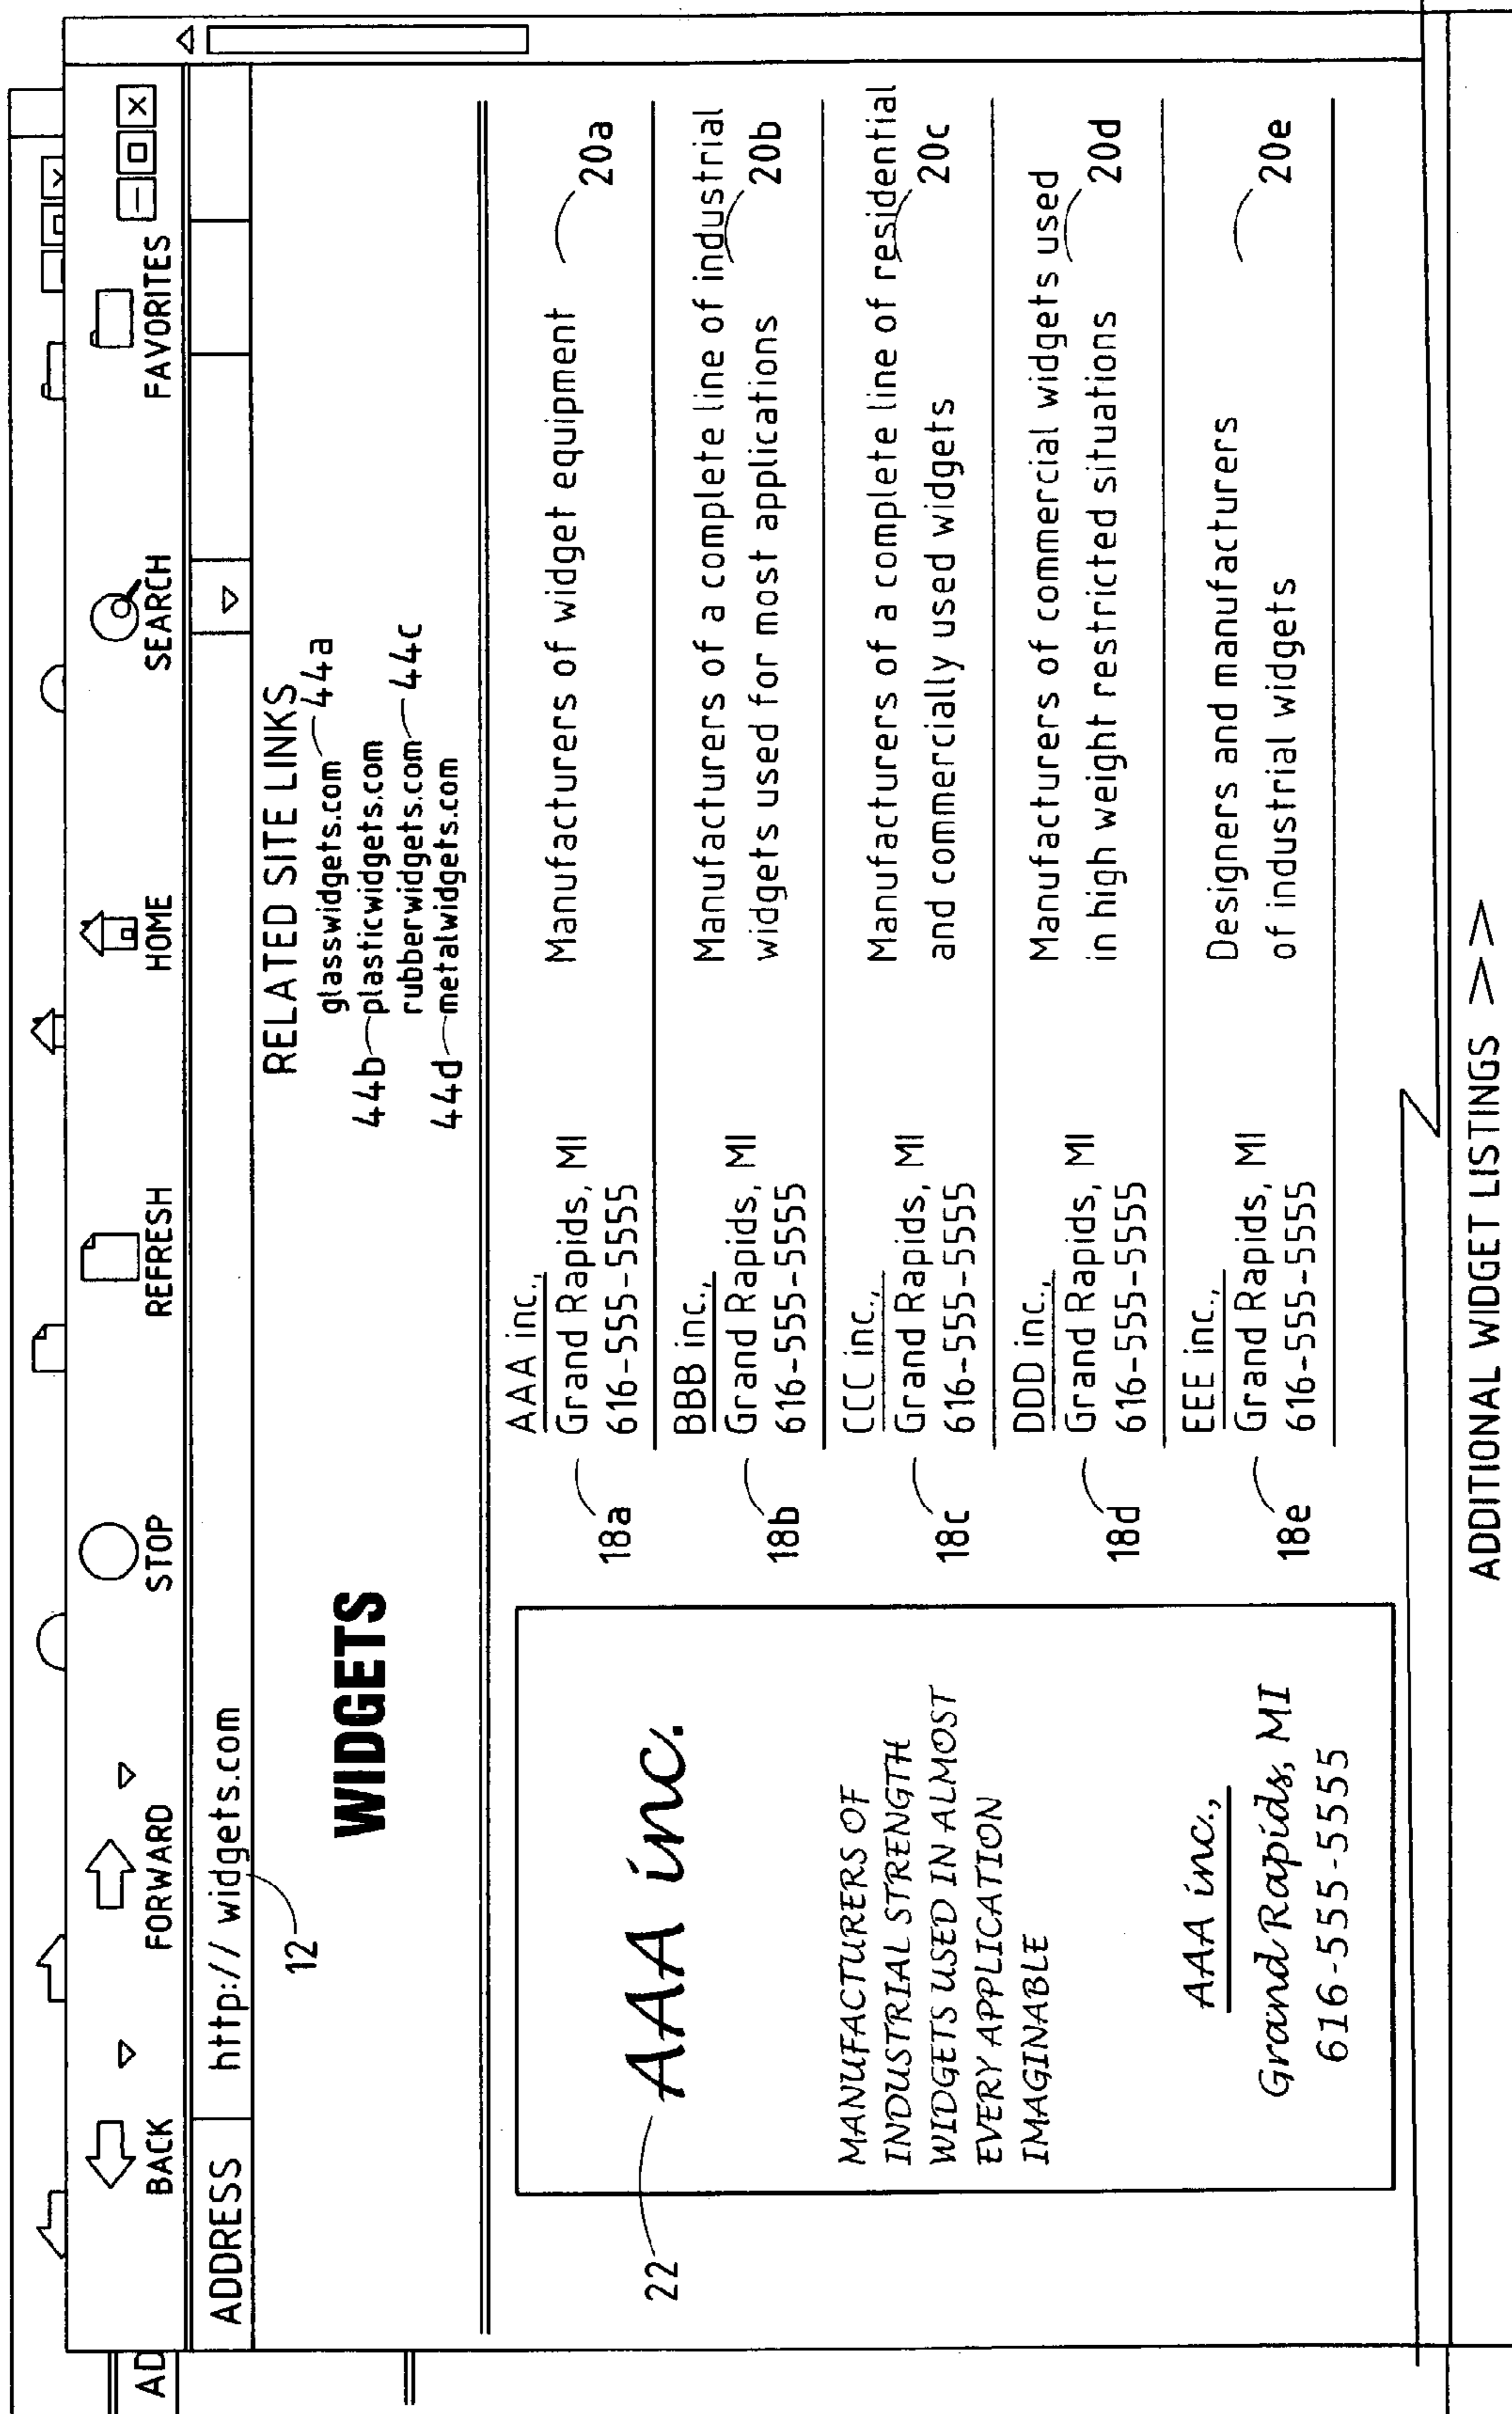 AD
BACK FORWARD STOP REFRESH HOME SEARCH FAVORITES
ADDRESS http:// widgets.com
12
WIDGETS
RELATED SITE LINKS
glasswidgets.com 44a
44b plasticwidgets.com
rubberwidgets.com 44c
44d metalwidgets.com
22
AAA inc.
MANUFACTURERS OF
INDUSTRIAL STRENGTH
WIDGETS USED IN ALMOST
EVERY APPLICATION
IMAGINABLE
AAA inc.,
Grand Rapids, MI
616-555-5555
18a
AAA inc.,
Grand Rapids, MI
616-555-5555
Manufacturers of widget equipment
20a
18b
BBB inc.,
Grand Rapids, MI
616-555-5555
Manufacturers of a complete line of industrial
widgets used for most applications
20b
18c
CCC inc.,
Grand Rapids, MI
616-555-5555
Manufacturers of a complete line of residential
and commercially used widgets
20c
18d
DDD inc.,
Grand Rapids, MI
616-555-5555
Manufacturers of commercial widgets used
in high weight restricted situations
20d
18e
EEE inc.,
Grand Rapids, MI
616-555-5555
Designers and manufacturers
of industrial widgets
20e
ADDITIONAL WIDGET LISTINGS >>